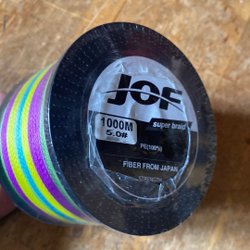 JOF
1000M
5.0#
super braid
PE(100%)
FIBER FROM JAPAN